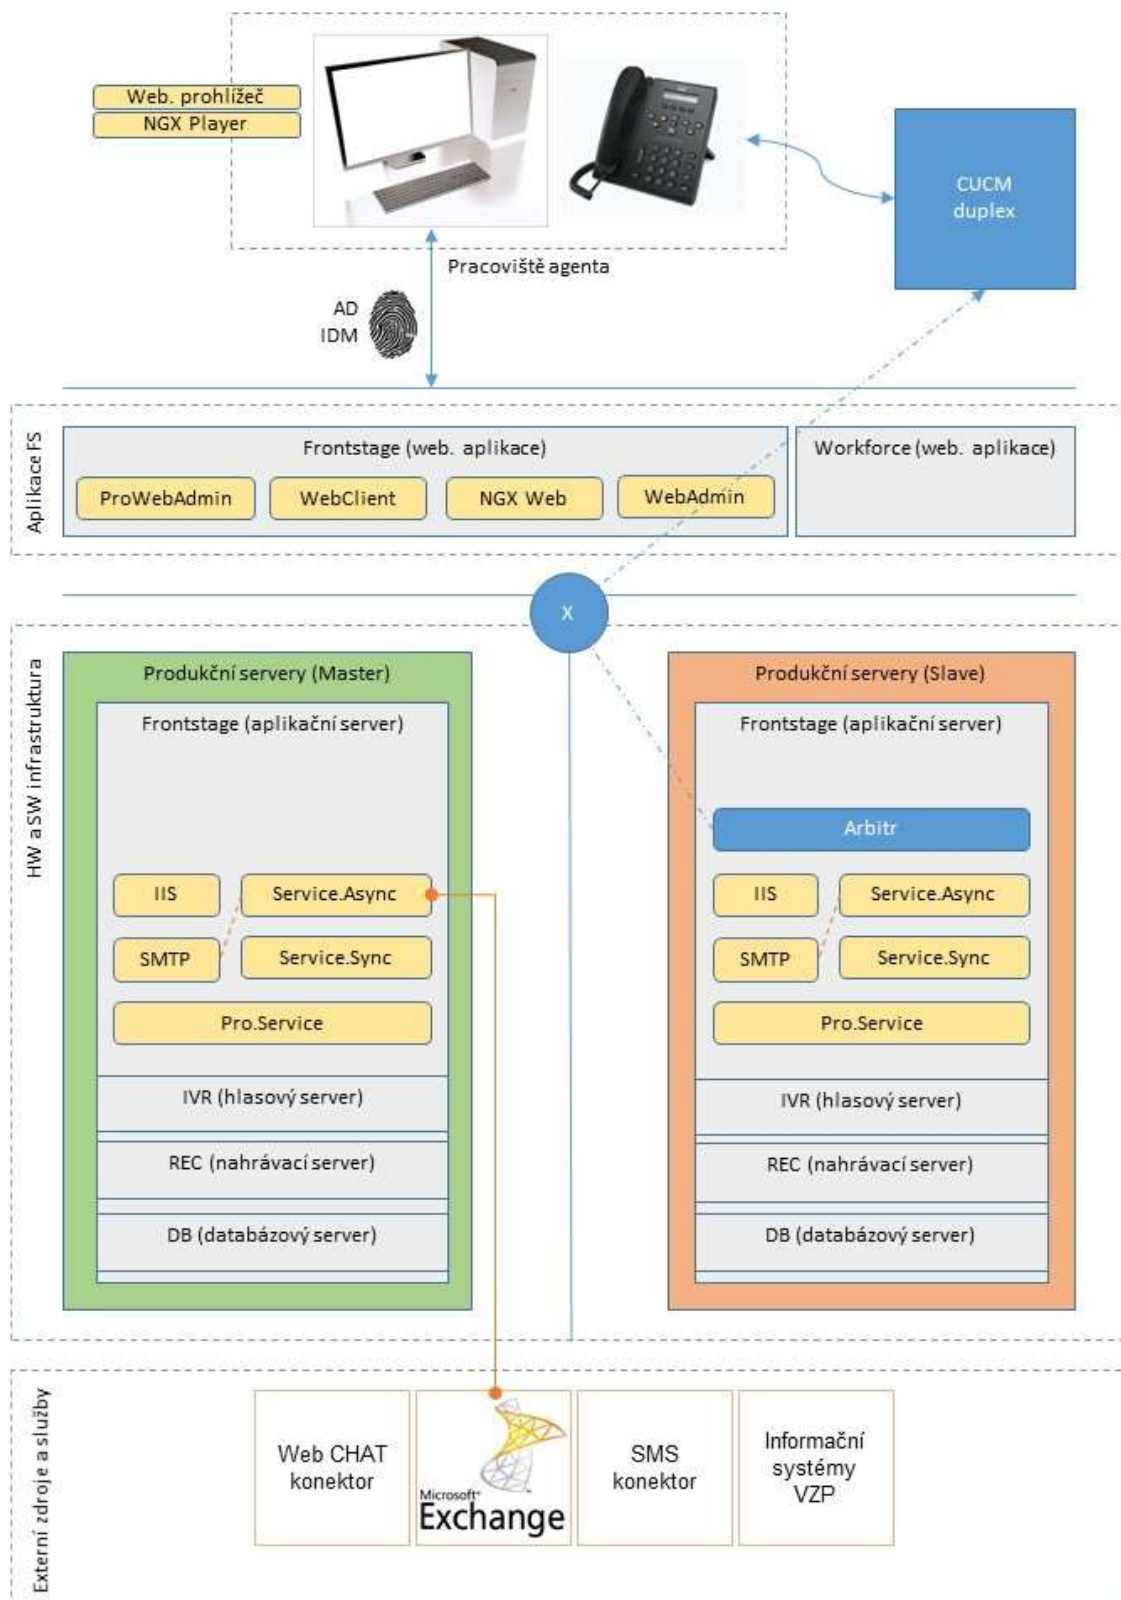 Web. prohlížeč
NGX Player
CUCM
duplex
Pracoviště agenta
AD
IDM
Aplikace FS
Frontstage (web. aplikace)
ProWebAdmin
WebClient
NGX Web
WebAdmin
Workforce (web. aplikace)
X
HW a SW infrastruktura
Produkční servery (Master)
Frontstage (aplikační server)
IIS
Service.Async
SMTP
Service.Sync
Pro.Service
IVR (hlasový server)
REC (nahrávací server)
DB (databázový server)
Produkční servery (Slave)
Frontstage (aplikační server)
Arbitr
IIS
Service.Async
SMTP
Service.Sync
Pro.Service
IVR (hlasový server)
REC (nahrávací server)
DB (databázový server)
Externí zdroje a služby
Web CHAT
konektor
Microsoft
Exchange
SMS
konektor
Informační
systémy
VZP